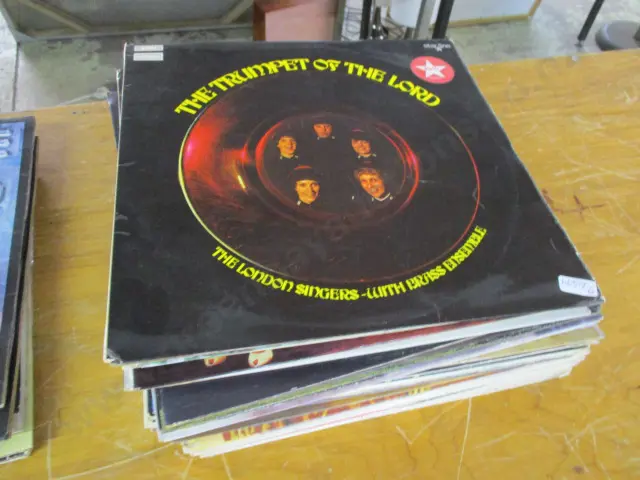 THE TRUMPET OF THE LORD
THE LONDON SINGERS-WITH BRASS ENSEMBLE